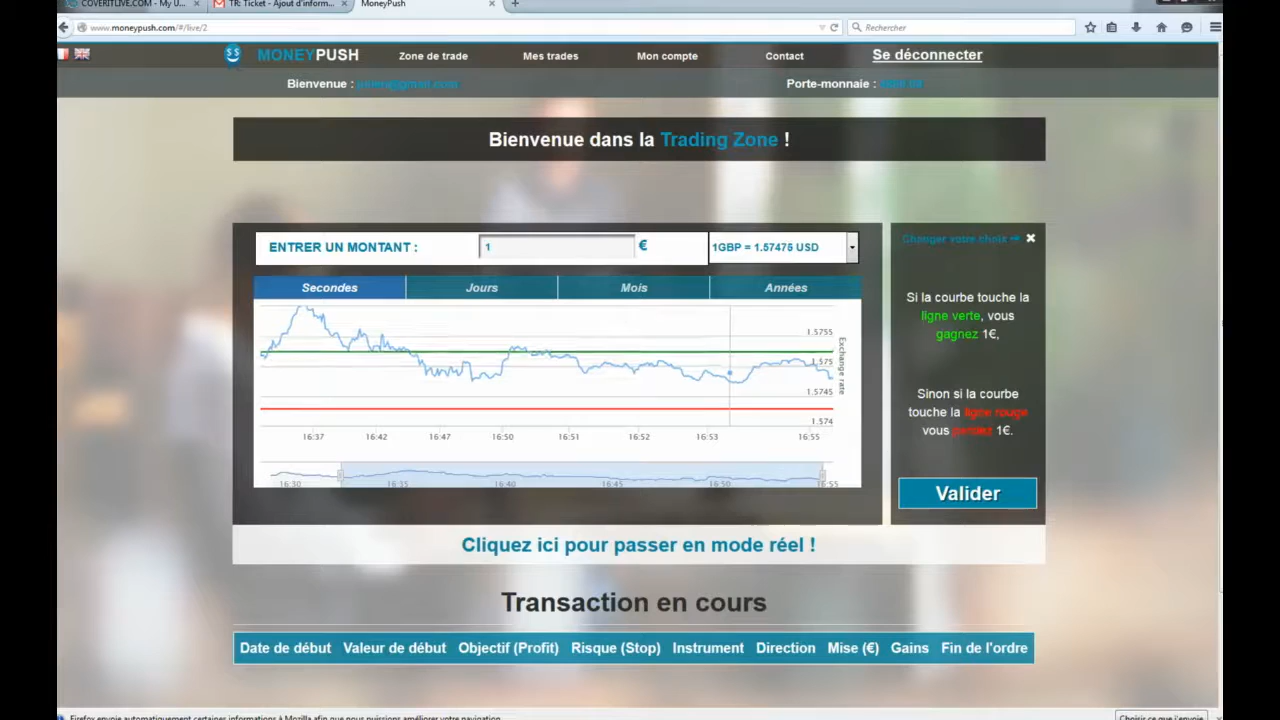 COVERITLIVE.COM - My U...
TR: Ticket - Ajout d'inform...
MoneyPush
www.moneypush.com/#/live/2
Rechercher
MONEYPUSH
Zone de trade
Mes trades
Mon compte
Contact
Se déconnecter
Bienvenue :
Porte-monnaie :
Bienvenue dans la Trading Zone !
ENTRER UN MONTANT :
1
€
1GBP = 1.57475 USD
Changer votre choix
Secondes
Jours
Mois
Années
Si la courbe touche la
ligne verte, vous
gagnez 1€,
Sinon si la courbe
touche la ligne rouge
vous perdez 1€.
Valider
1.5755
1.575
1.5745
1.574
Exchange rate
16:37
16:42
16:47
16:50
16:51
16:52
16:53
16:55
16:30
16:35
16:40
16:45
16:50
16:55
Cliquez ici pour passer en mode réel !
Transaction en cours
Date de début
Valeur de début
Objectif (Profit)
Risque (Stop)
Instrument
Direction
Mise (€)
Gains
Fin de l'ordre
Firefox envoie automatiquement certaines informations à Mozilla afin que nous puissions améliorer votre navigation.
Choisir ce que j'envoie